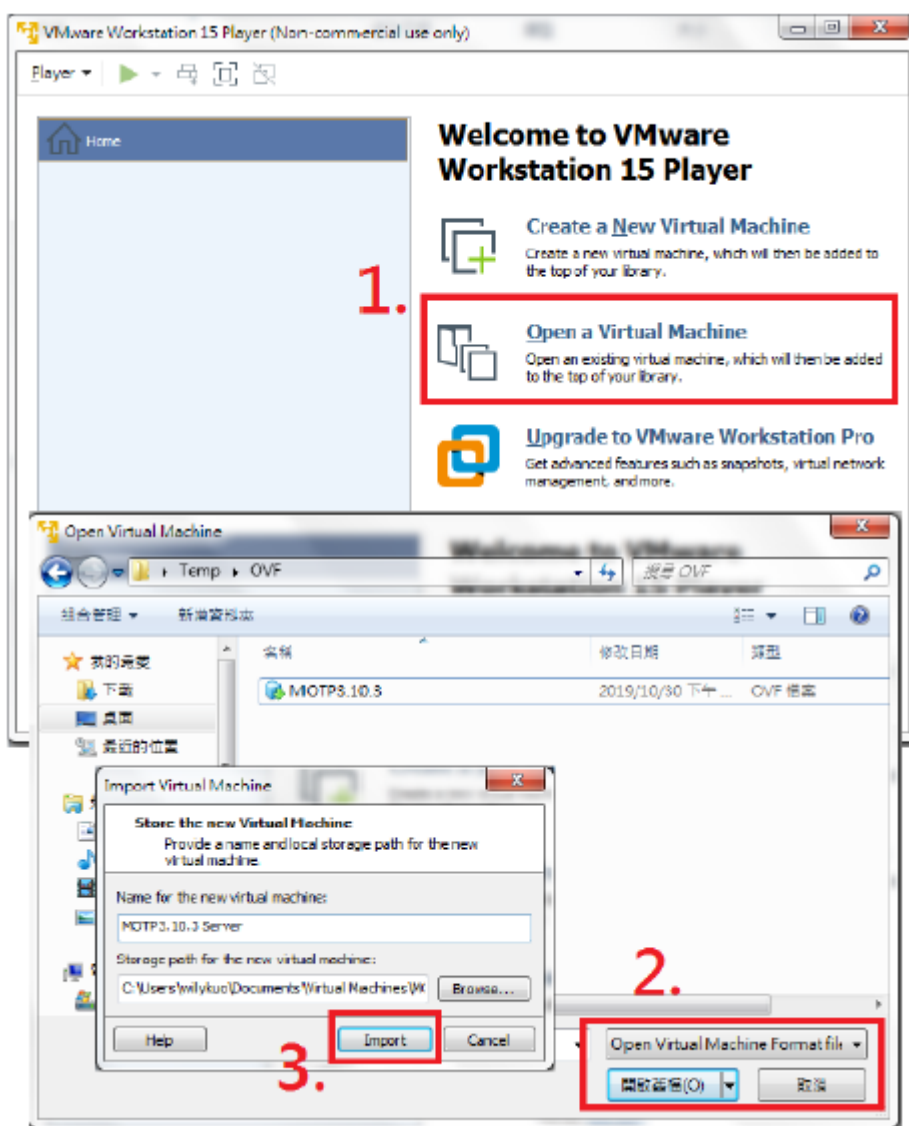 VMware Workstation 15 Player (Non-commercial use only)
Player
Home
Welcome to VMware
Workstation 15 Player
Create a New Virtual Machine
Create a new virtual machine, which will then be added to
the top of your library.
1.
Open a Virtual Machine
Open an existing virtual machine, which will then be added
to the top of your library.
Upgrade to VMware Workstation Pro
Get advanced features such as snapshots, virtual network
management, and more.
Open Virtual Machine
Temp
OVF
搜尋 OVF
組合管理
新增資料夾
我的最愛
下載
桌面
最近的位置
名稱
修改日期
類型
MOTP3.10.3
2019/10/30 下午 ...
OVF 檔案
Import Virtual Machine
Store the new Virtual Machine
Provide a name and local storage path for the new
virtual machine.
Name for the new virtual machine:
MOTP3.10.3 Server
Storage path for the new virtual machine:
C:\Users\wilykuo\Documents\Virtual Machines\
Browse...
Help
Import
Cancel
3.
2.
Open Virtual Machine Format file
開啟舊檔(O)
取消